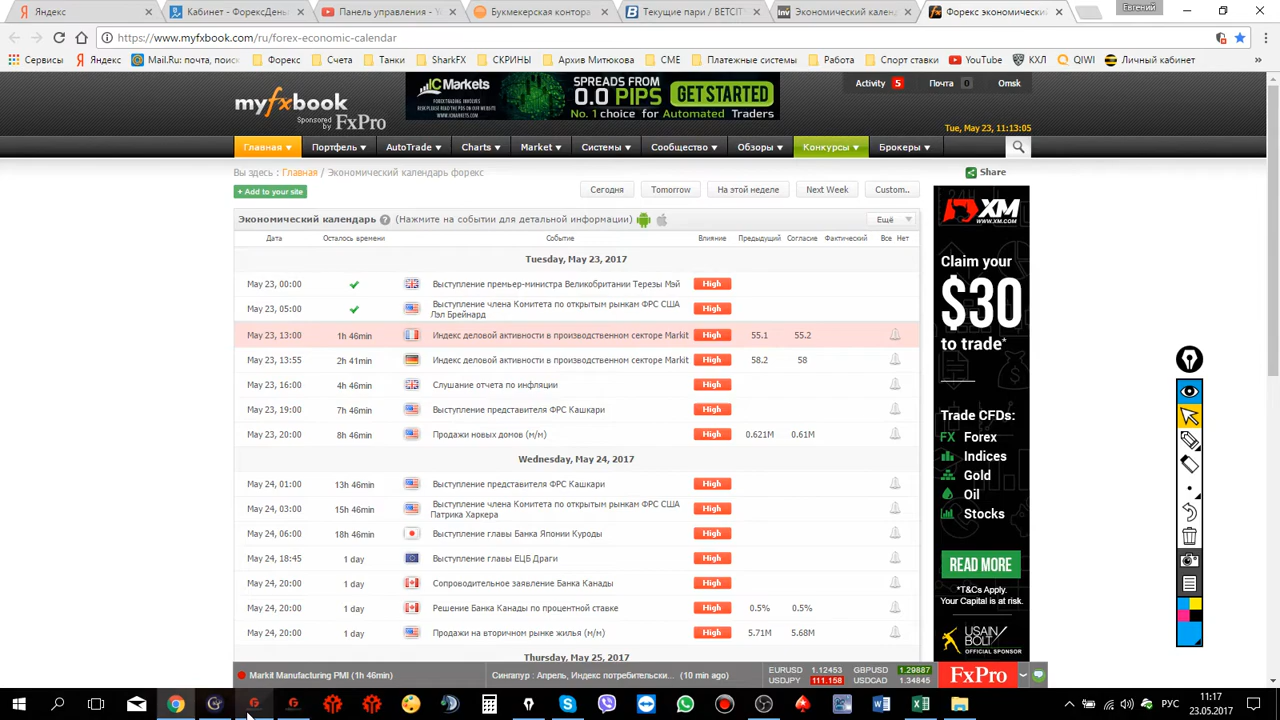 Яндекс
Кабинет - ФорексДень
Панель управления - Yo
Букмекерская контора
Текущие пари / BETCIT
Экономический календ
Форекс экономически
Евгений
https://www.myfxbook.com/ru/forex-economic-calendar
Сервисы
Яндекс
Mail.Ru: почта, поиск
Форекс
Счета
Танки
SharkFX
СКРИНЫ
Архив Митюкова
CME
Платежные системы
Работа
Спорт ставки
YouTube
КХЛ
QIWI
Личный кабинет
myfxbook
Sponsored by FxPro
IC Markets
SPREADS FROM
0.0 PIPS
GET STARTED
No. 1 choice for Automated Traders
Activity 5
Почта 0
Omsk
Tue, May 23, 11:13:05
Главная
Портфель
AutoTrade
Charts
Market
Системы
Сообщество
Обзоры
Конкурсы
Брокеры
Вы здесь : Главная / Экономический календарь форекс
Share
+ Add to your site
Сегодня
Tomorrow
На этой неделе
Next Week
Custom..
Экономический календарь ? (Нажмите на событии для детальной информации)
Ещё
Дата Осталось времени Событие Влияние Предыдущий Согласие Фактический Все Нет
Tuesday, May 23, 2017
May 23, 00:00 Выступление премьер-министра Великобритании Терезы Мэй High
May 23, 05:00 Выступление члена Комитета по открытым рынкам ФРС США Лэл Брейнард High
May 23, 13:00 1h 46min Индекс деловой активности в производственном секторе Markit High 55.1 55.2
May 23, 13:55 2h 41min Индекс деловой активности в производственном секторе Markit High 58.2 58
May 23, 16:00 4h 46min Слушание отчета по инфляции High
May 23, 19:00 7h 46min Выступление представителя ФРС Кашкари High
May 23, 20:00 8h 46min Продажи новых домов (м/м) High 0.621M 0.61M
Wednesday, May 24, 2017
May 24, 01:00 13h 46min Выступление представителя ФРС Кашкари High
May 24, 03:00 15h 46min Выступление члена Комитета по открытым рынкам ФРС США Патрика Харкера High
May 24, 06:00 18h 46min Выступление главы Банка Японии Куроды High
May 24, 18:45 1 day Выступление главы ЕЦБ Драги High
May 24, 20:00 1 day Сопроводительное заявление Банка Канады High
May 24, 20:00 1 day Решение Банка Канады по процентной ставке High 0.5% 0.5%
May 24, 20:00 1 day Продажи на вторичном рынке жилья (м/м) High 5.71M 5.68M
Thursday, May 25, 2017
XM
Claim your
$30
to trade*
Trade CFDs:
FX Forex
Indices
Gold
Oil
Stocks
READ MORE
*T&Cs Apply.
Your Capital is at risk.
USAIN
BOLT
OFFICIAL SPONSOR
Markit Manufacturing PMI (1h 46min)
Сингапур : Апрель, Индекс потребительски... (10 min ago)
EURUSD 1.12453 GBPUSD 1.29887
USDJPY 111.158 USDCAD 1.34845
FxPro
РУС
11:17
23.05.2017